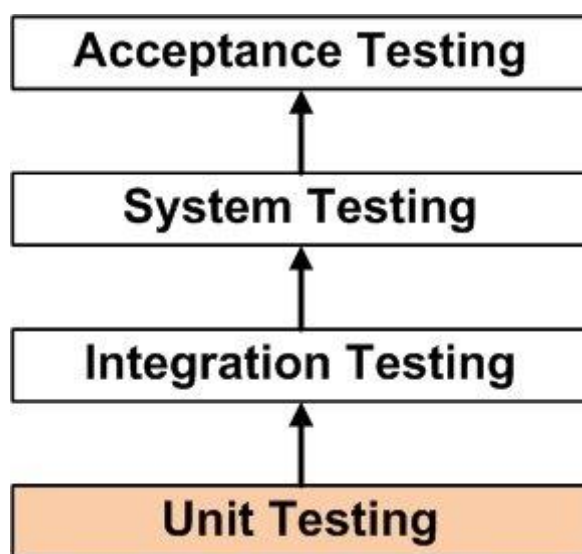 Acceptance Testing
System Testing
Integration Testing
Unit Testing